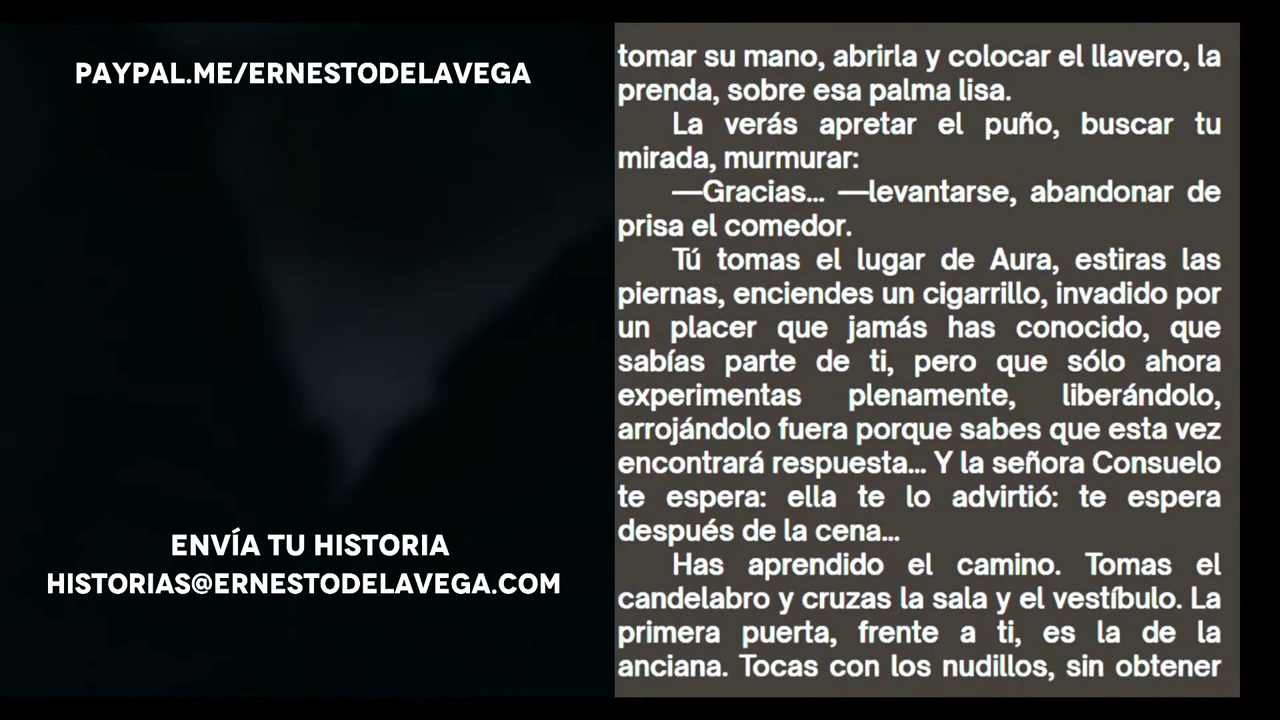 PAYPAL.ME/ERNESTODELAVEGA
ENVÍA TU HISTORIA
HISTORIAS@ERNESTODELAVEGA.COM
tomar su mano, abrirla y colocar el llavero, la
prenda, sobre esa palma lisa.
La verás apretar el puño, buscar tu
mirada, murmurar:
—Gracias... —levantarse, abandonar de
prisa el comedor.
Tú tomas el lugar de Aura, estiras las
piernas, enciendes un cigarrillo, invadido por
un placer que jamás has conocido, que
sabías parte de ti, pero que sólo ahora
experimentas plenamente, liberándolo,
arrojándolo fuera porque sabes que esta vez
encontrará respuesta... Y la señora Consuelo
te espera: ella te lo advirtió: te espera
después de la cena...
Has aprendido el camino. Tomas el
candelabro y cruzas la sala y el vestíbulo. La
primera puerta, frente a ti, es la de la
anciana. Tocas con los nudillos, sin obtener